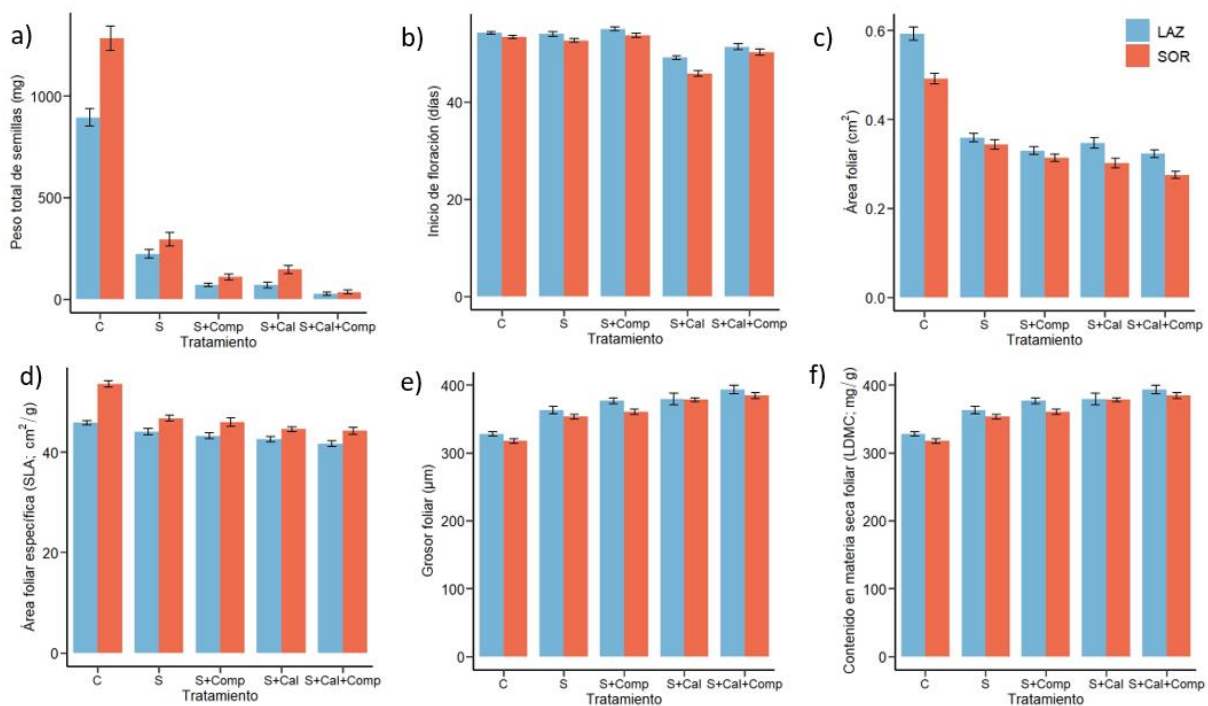 a)
Peso total de semillas (mg)
1000
500
0
C S S+Comp S+Cal S+Cal+Comp
Tratamiento
b)
Inicio de floración (días)
40
20
0
C S S+Comp S+Cal S+Cal+Comp
Tratamiento
c)
Área foliar (cm²)
0.6
0.4
0.2
0.0
C S S+Comp S+Cal S+Cal+Comp
Tratamiento
LAZ
SOR
d)
Área foliar específica (SLA; cm²/g)
40
20
0
C S S+Comp S+Cal S+Cal+Comp
Tratamiento
e)
Grosor foliar (µm)
400
300
200
100
0
C S S+Comp S+Cal S+Cal+Comp
Tratamiento
f)
Contenido en materia seca foliar (LDMC; mg/g)
400
300
200
100
0
C S S+Comp S+Cal S+Cal+Comp
Tratamiento